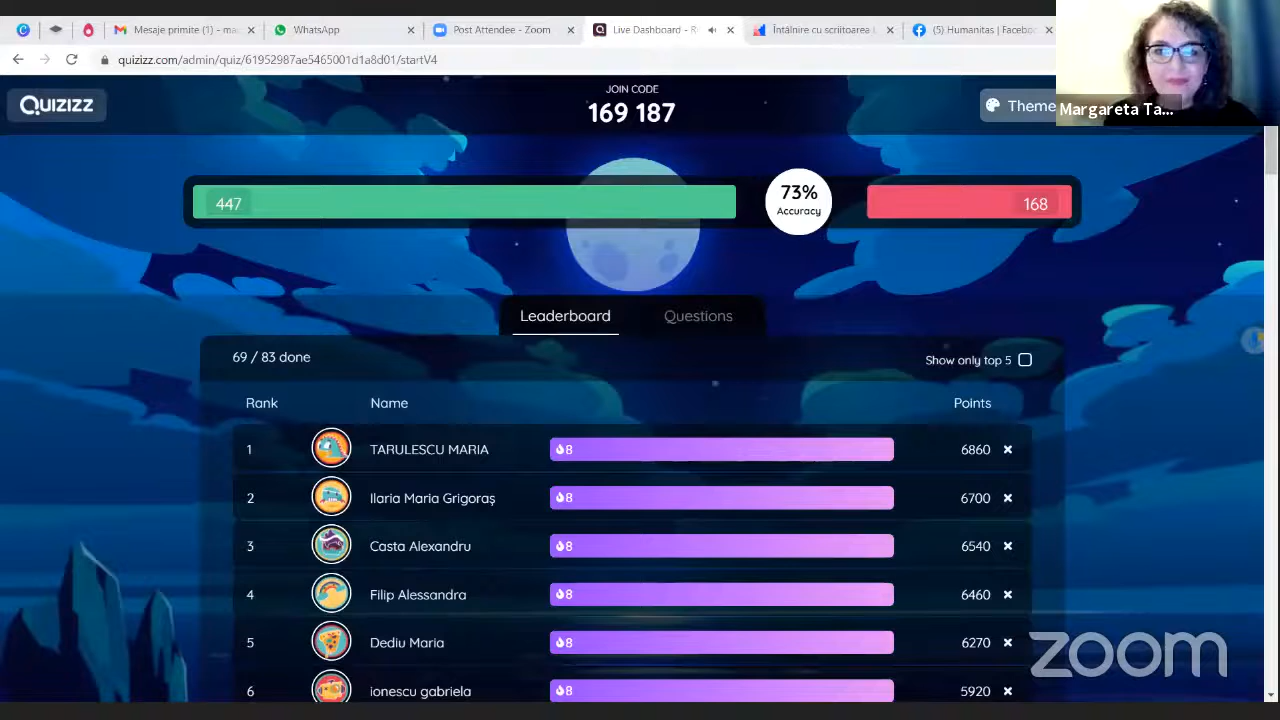 Mesaje primite (1) - ma
WhatsApp
Post Attendee - Zoom
Live Dashboard - R
Întâlnire cu scriitoarea
(5) Humanitas | Facebo
quizizz.com/admin/quiz/61952987ae5465001d1a8d01/startV4
Margareta Ta...
QUIZIZZ
JOIN CODE
169 187
Theme
447
73%
Accuracy
168
Leaderboard Questions
69 / 83 done
Show only top 5
Rank Name Points
1 TARULESCU MARIA 8 6860
2 Ilaria Maria Grigoraș 8 6700
3 Casta Alexandru 8 6540
4 Filip Alessandra 8 6460
5 Dediu Maria 8 6270
6 ionescu gabriela 8 5920
zoom